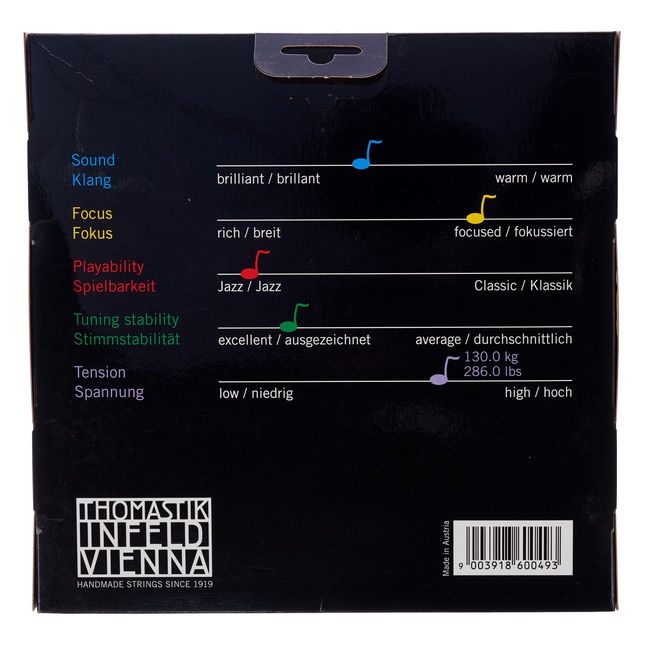 Sound
Klang
brilliant / brillant
warm / warm
Focus
Fokus
rich / breit
focused / fokussiert
Playability
Spielbarkeit
Jazz / Jazz
Classic / Klassik
Tuning stability
Stimmstabilität
excellent / ausgezeichnet
average / durchschnittlich
Tension
Spannung
130.0 kg
286.0 lbs
low / niedrig
high / hoch
THOMASTIK
INFELD
VIENNA
HANDMADE STRINGS SINCE 1919
Made in Austria
9 003918 600493